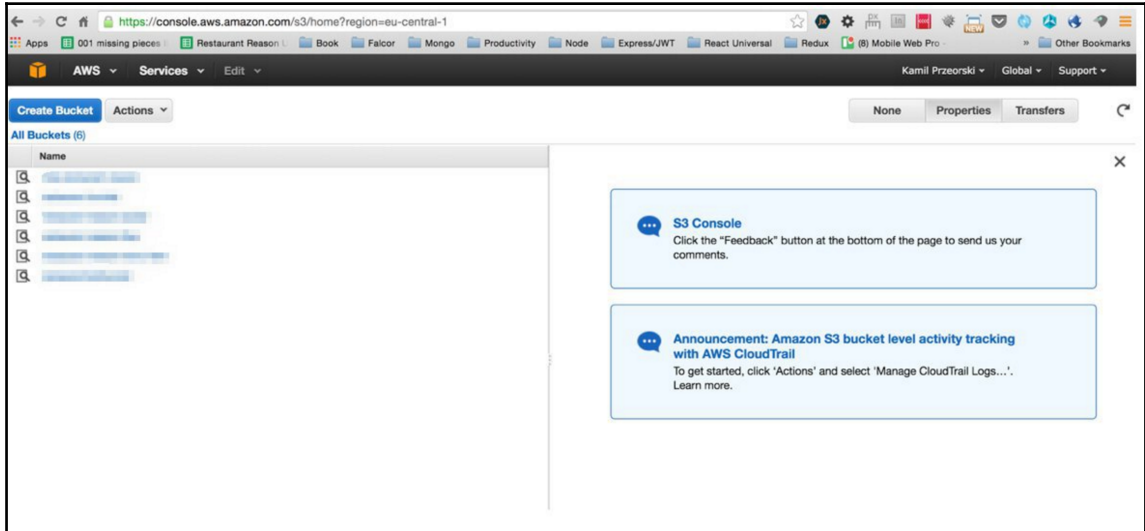 https://console.aws.amazon.com/s3/home?region=eu-central-1
Apps 001 missing pieces Restaurant Reason Book Falcor Mongo Productivity Node Express/JWT React Universal Redux (8) Mobile Web Pro - » Other Bookmarks
AWS Services Edit Kamil Przeorski Global Support
Create Bucket Actions None Properties Transfers
All Buckets (6)
Name
S3 Console
Click the “Feedback” button at the bottom of the page to send us your
comments.
Announcement: Amazon S3 bucket level activity tracking
with AWS CloudTrail
To get started, click ‘Actions’ and select ‘Manage CloudTrail Logs...’.
Learn more.